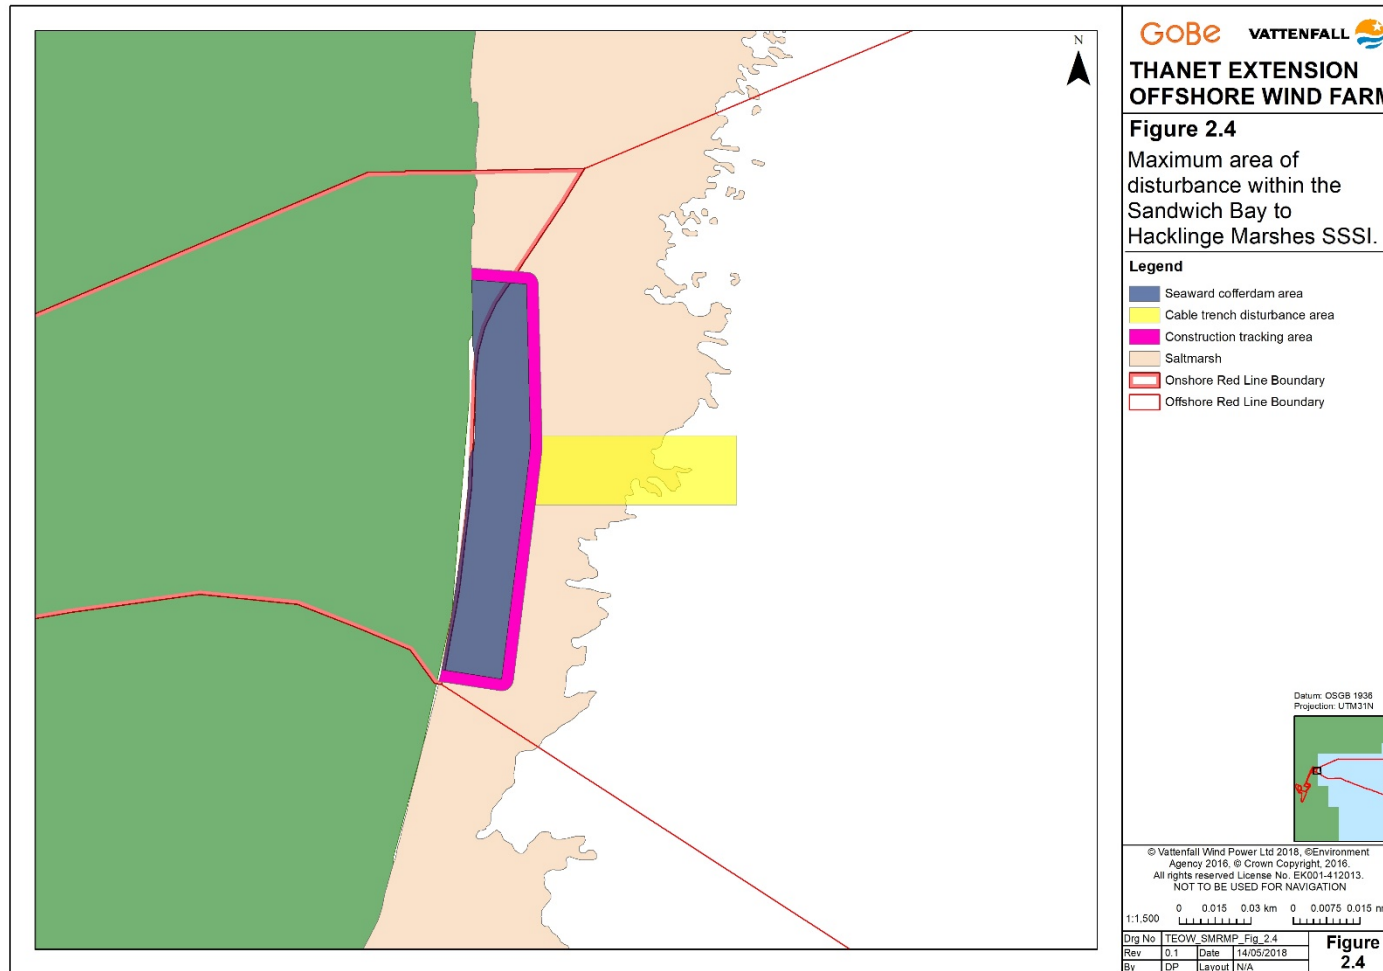 N
GoBe VATTENFALL
THANET EXTENSION
OFFSHORE WIND FARM
Figure 2.4
Maximum area of
disturbance within the
Sandwich Bay to
Hacklinge Marshes SSSI.
Legend
Seaward cofferdam area
Cable trench disturbance area
Construction tracking area
Saltmarsh
Onshore Red Line Boundary
Offshore Red Line Boundary
Datum: OSGB 1936
Projection: UTM31N
© Vattenfall Wind Power Ltd 2018, ©Environment
Agency 2016, © Crown Copyright, 2016.
All rights reserved License No. EK001-412013.
NOT TO BE USED FOR NAVIGATION
0 0.015 0.03 km 0 0.0075 0.015
1:1,500
Drg No TEOW_SMRMP_Fig_2.4
Rev 0.1 Date 14/05/2018
By DP Layout N/A
Figure
2.4